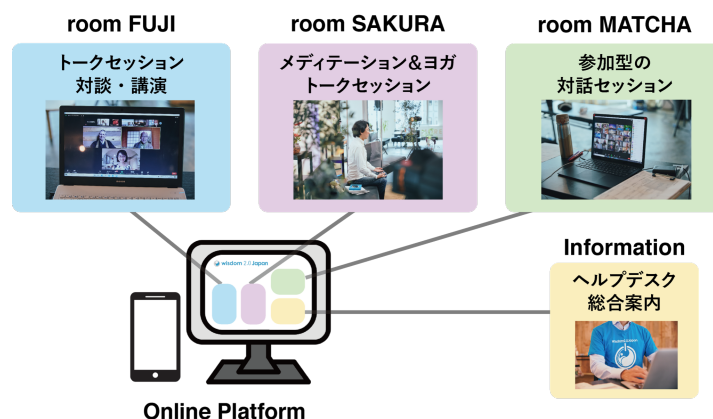 room FUJI
トークセッション
対談・講演
room SAKURA
メディテーション&ヨガ
トークセッション
room MATCHA
参加型の
対話セッション
wisdom 2.0 Japan
Information
ヘルプデスク
総合案内
Online Platform